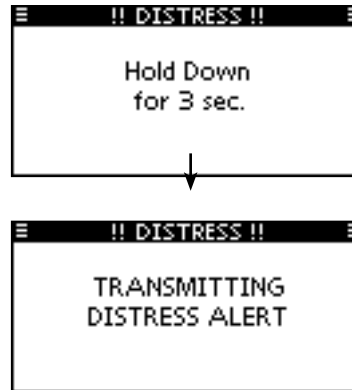 !! DISTRESS !!
Hold Down
for 3 sec.
!! DISTRESS !!
TRANSMITTING
DISTRESS ALERT